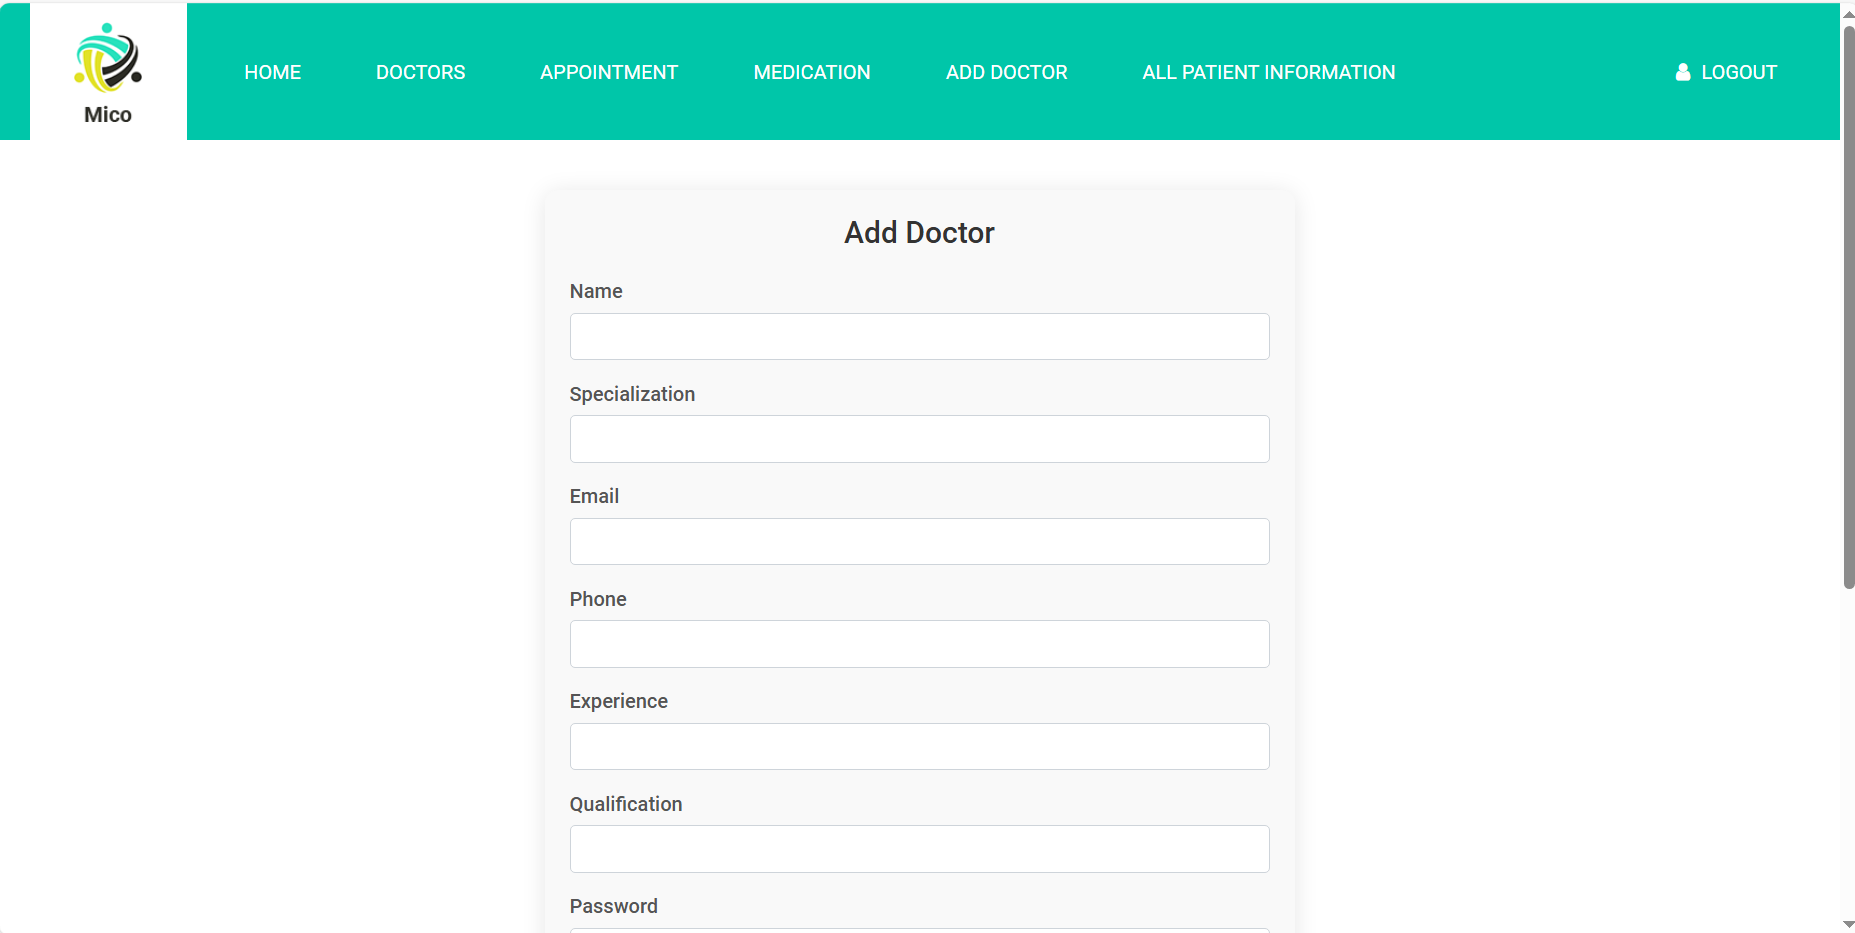 Mico
HOME DOCTORS APPOINTMENT MEDICATION ADD DOCTOR ALL PATIENT INFORMATION LOGOUT
Add Doctor
Name
Specialization
Email
Phone
Experience
Qualification
Password